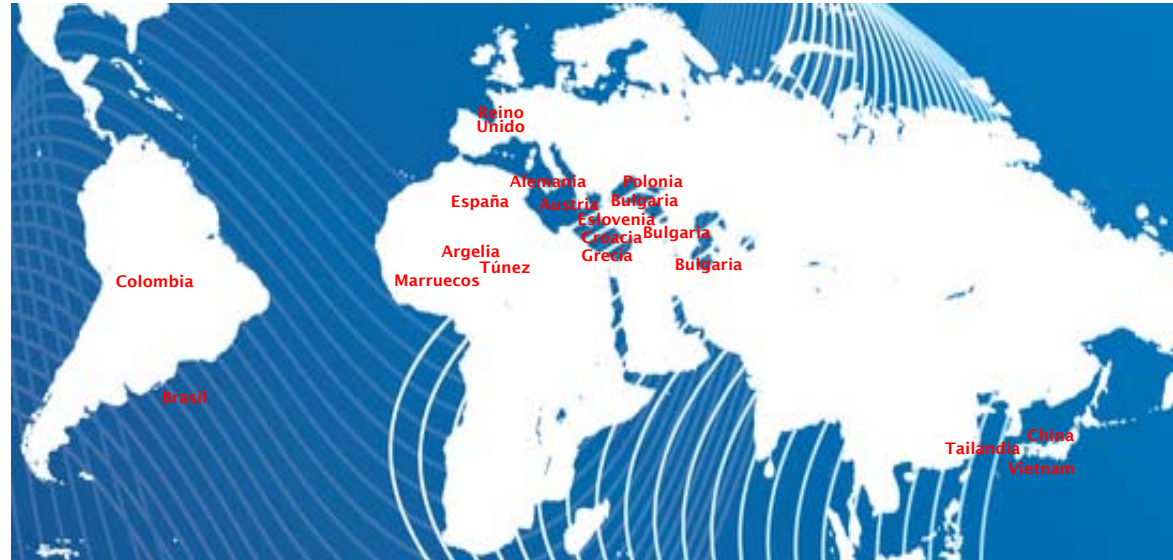 Reino
Unido
Alemania
Polonia
España
Austria
Bulgaria
Eslovenia
Bulgaria
Croacia
Argelia
Grecia
Túnez
Bulgaria
Marruecos
Colombia
Brasil
China
Tailandia
Vietnam